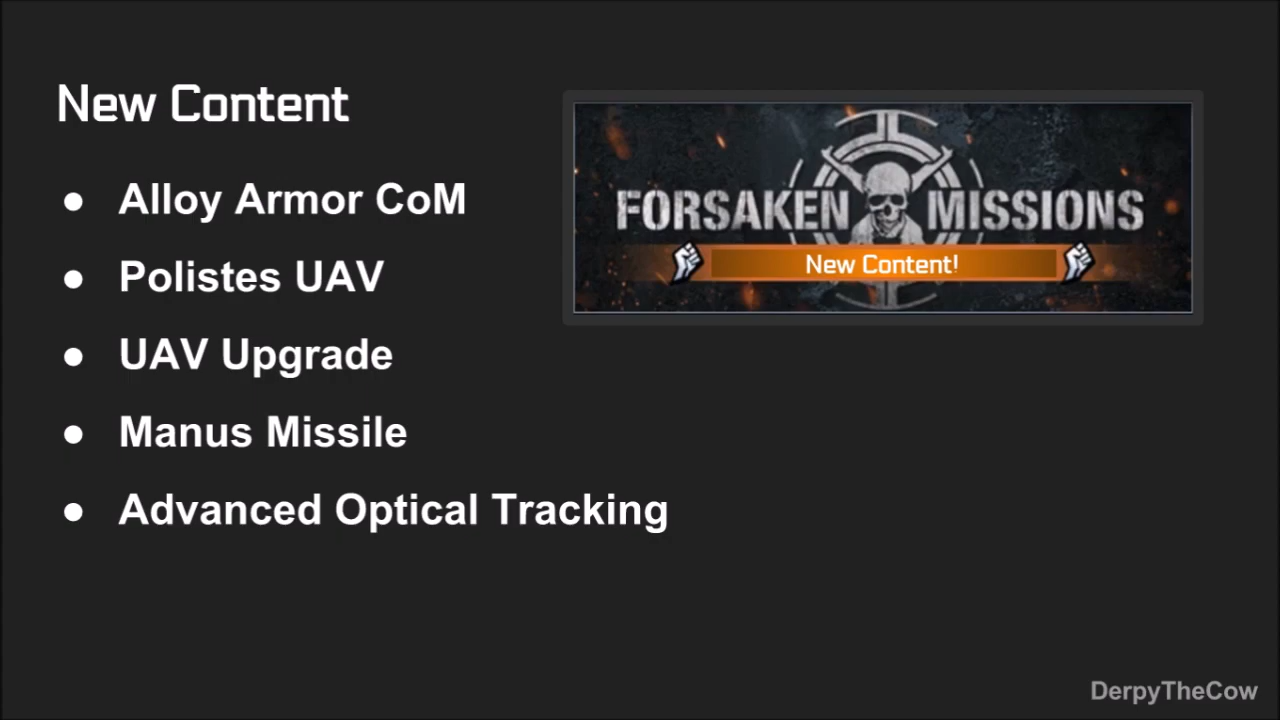 New Content
● Alloy Armor CoM
● Polistes UAV
● UAV Upgrade
● Manus Missile
● Advanced Optical Tracking
FORSAKEN MISSIONS
New Content!
DerpyTheCow